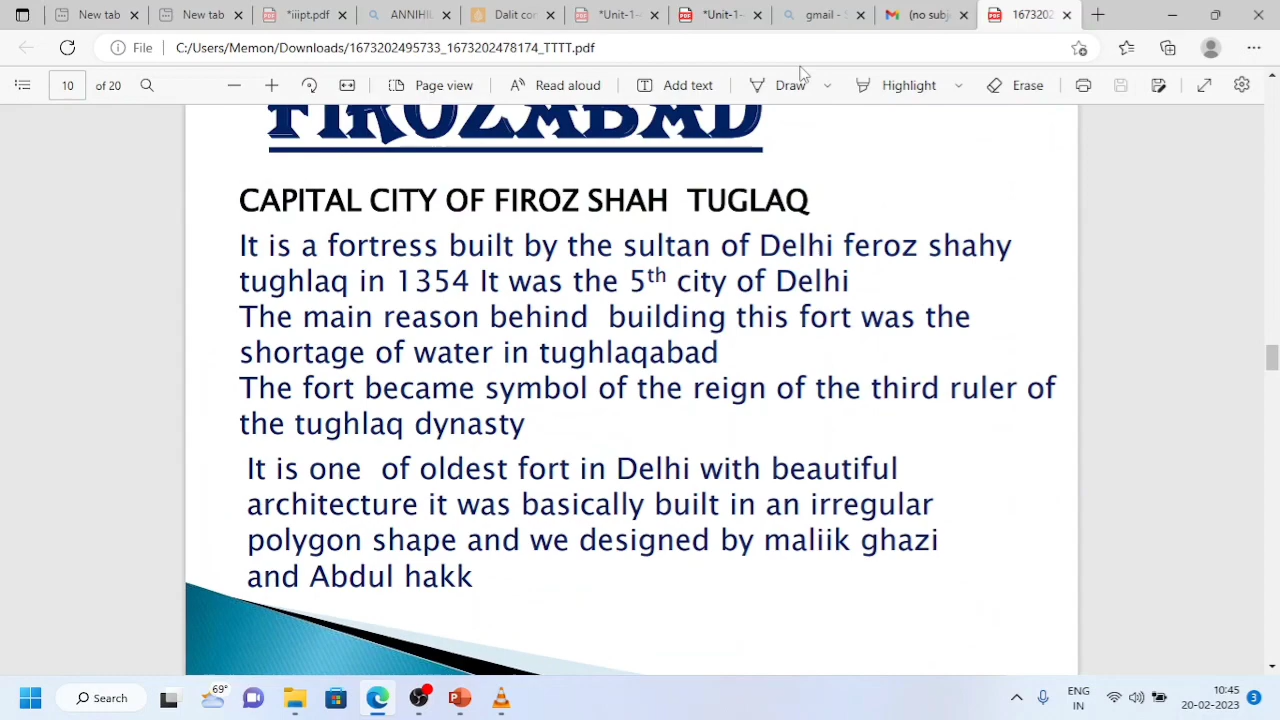 New tab
New tab
*iiipt.pdf
ANNIHIL
Dalit cor
*Unit-1-
*Unit-1-
gmail - S
(no subj
1673202
File
C:/Users/Memon/Downloads/1673202495733_1673202478174_TTTT.pdf
10 of 20
Page view
Read aloud
Add text
Draw
Highlight
Erase
FIROZABAD
CAPITAL CITY OF FIROZ SHAH TUGLAQ
It is a fortress built by the sultan of Delhi feroz shahy
tughlaq in 1354 It was the 5th city of Delhi
The main reason behind building this fort was the
shortage of water in tughlaqabad
The fort became symbol of the reign of the third ruler of
the tughlaq dynasty
It is one of oldest fort in Delhi with beautiful
architecture it was basically built in an irregular
polygon shape and we designed by maliik ghazi
and Abdul hakk
69°
Search
ENG
IN
10:45
20-02-2023
3